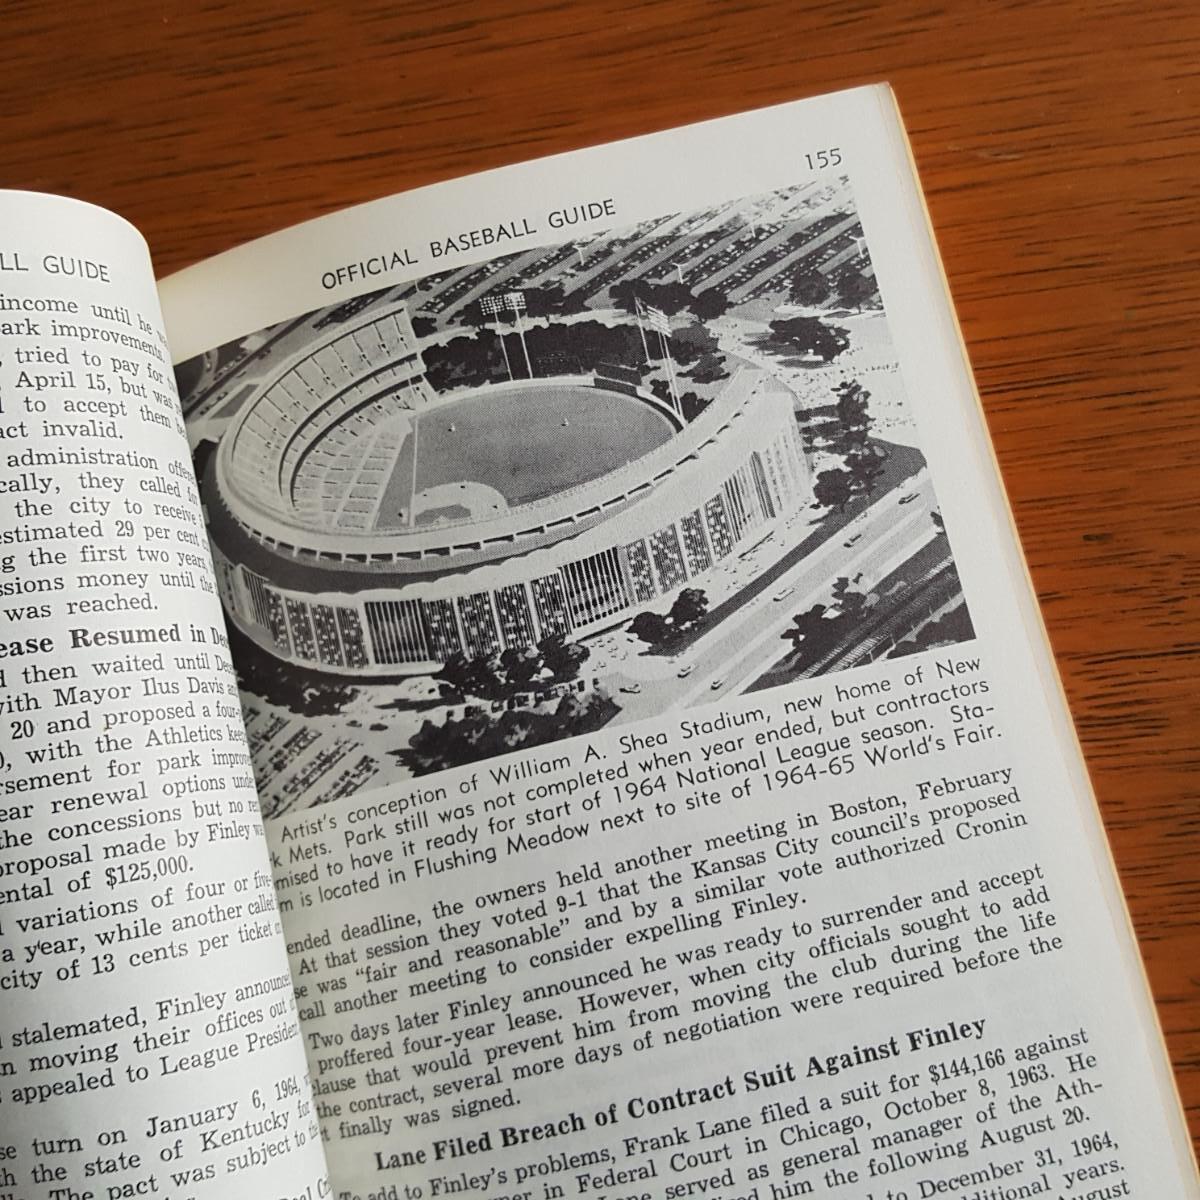 LL GUIDE
income until he
ark improvements.
, tried to pay for
April 15, but was
to accept them
act invalid.
administration
cally, they called
the city to receive
estimated 29 per cent
g the first two years,
ssions money until the
was reached.
ease Resumed in
then waited until
with Mayor Ilus Davis
20 and proposed a
), with the Athletics
rsement for park
ear renewal options
the concessions but no
proposal made by Finley
ental of $125,000.
variations of four or
a year, while another called
city of 13 cents per ticket
stalemated, Finley
n moving their offices out
appealed to League President
se turn on January 6, 1964,
h the state of Kentucky for
The pact was subject to the
155
OFFICIAL BASEBALL GUIDE
Artist's conception of William A. Shea Stadium, new home of New
k Mets. Park still was not completed when year ended, but contractors
mised to have it ready for start of 1964 National League season. Sta-
m is located in Flushing Meadow next to site of 1964-65 World's Fair.
ended deadline, the owners held another meeting in Boston, February
At that session they voted 9-1 that the Kansas City council's proposed
se was "fair and reasonable" and by a similar vote authorized Cronin
call another meeting to consider expelling Finley.
Two days later Finley announced he was ready to surrender and accept
proffered four-year lease. However, when city officials sought to add
clause that would prevent him from moving the club during the life
the contract, several more days of negotiation were required before the
t finally was signed.
Lane Filed Breach of Contract Suit Against Finley
To add to Finley's problems, Frank Lane filed a suit for $144,166 against
in Federal Court in Chicago, October 8, 1963. He
served as general manager of the Ath-
him the following August 20.
to December 31, 1964,
years.
August